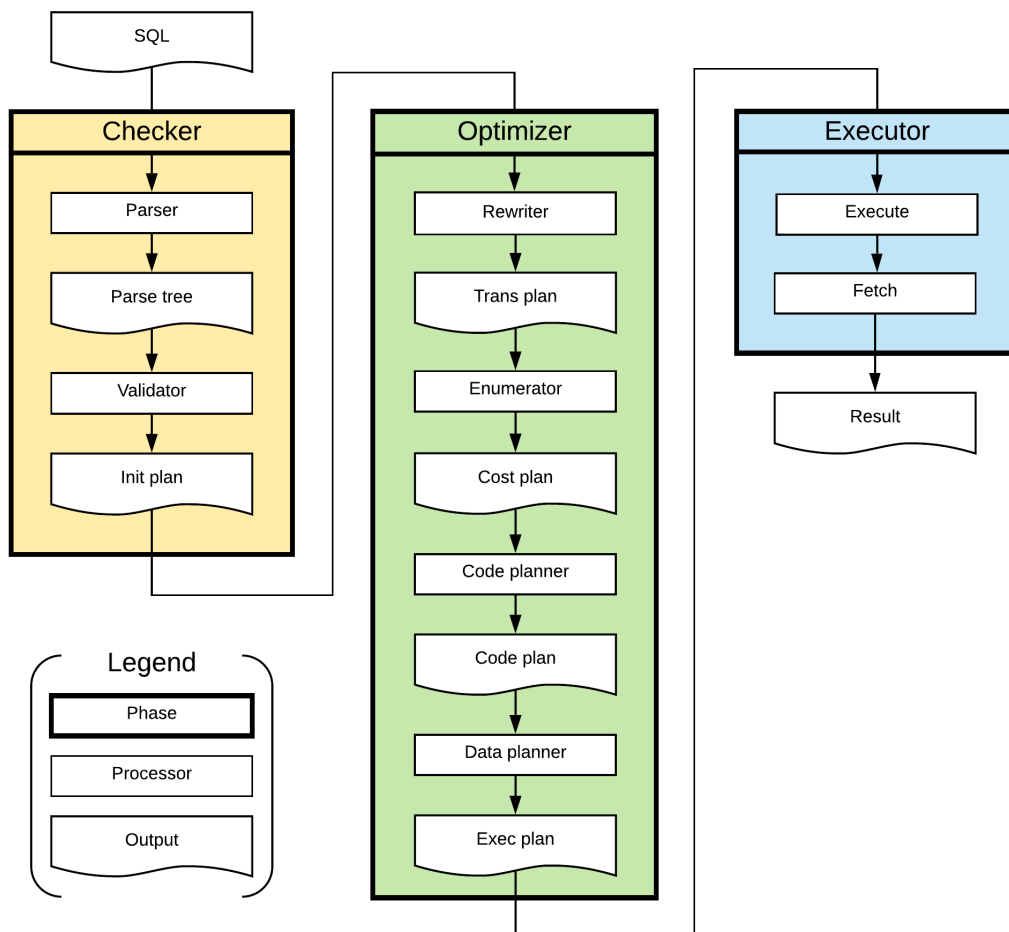 SQL
Checker
Parser
Parse tree
Validator
Init plan
Optimizer
Rewriter
Trans plan
Enumerator
Cost plan
Code planner
Code plan
Data planner
Exec plan
Executor
Execute
Fetch
Result
Legend
Phase
Processor
Output